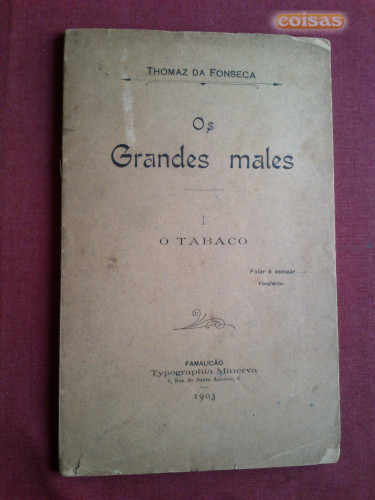 coisas
THOMAZ DA FONSECA
Os
Grandes males
I
O TABACO
Falar é semear
FAMALICÃO
Typographia Minerva
1903